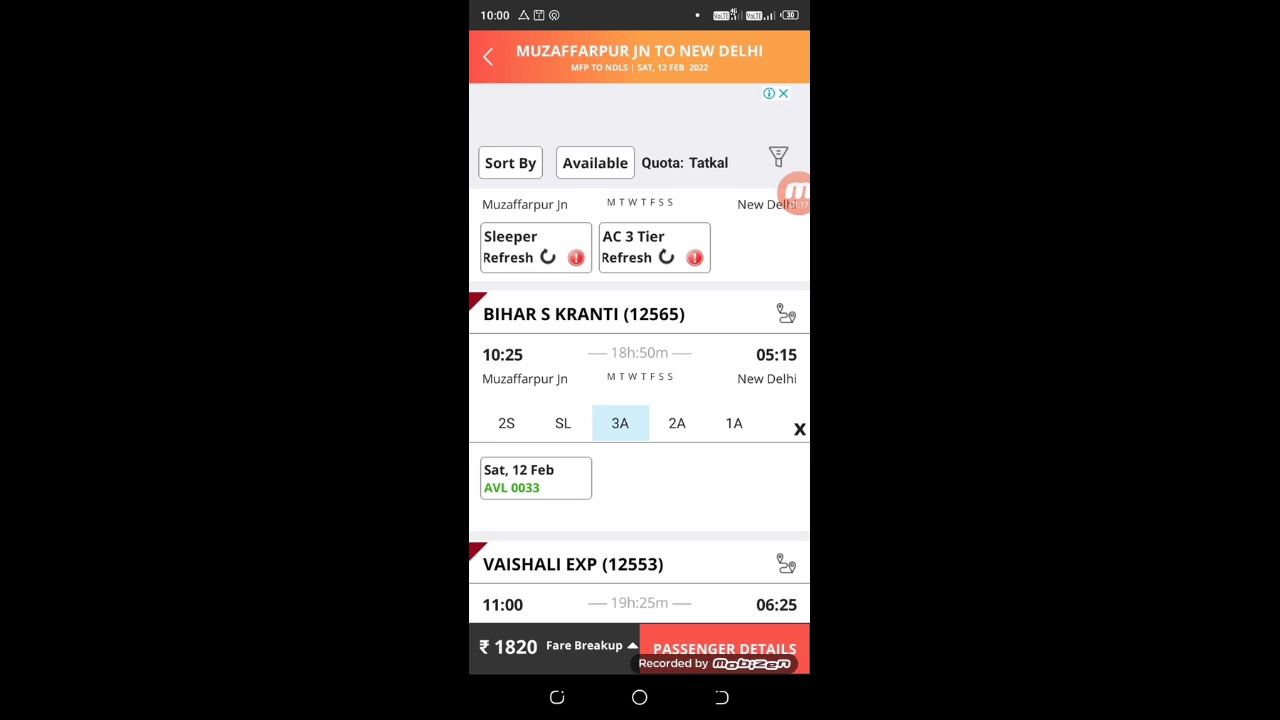 10:00
30
MUZAFFARPUR JN TO NEW DELHI
MFP TO NDLS | SAT, 12 FEB 2022
Sort By Available Quota: Tatkal
Muzaffarpur Jn M T W T F S S New Delhi
Sleeper AC 3 Tier
Refresh Refresh
BIHAR S KRANTI (12565)
10:25 18h:50m 05:15
Muzaffarpur Jn M T W T F S S New Delhi
2S SL 3A 2A 1A X
Sat, 12 Feb
AVL 0033
VAISHALI EXP (12553)
11:00 19h:25m 06:25
₹ 1820 Fare Breakup PASSENGER DETAILS
Recorded by mobizen